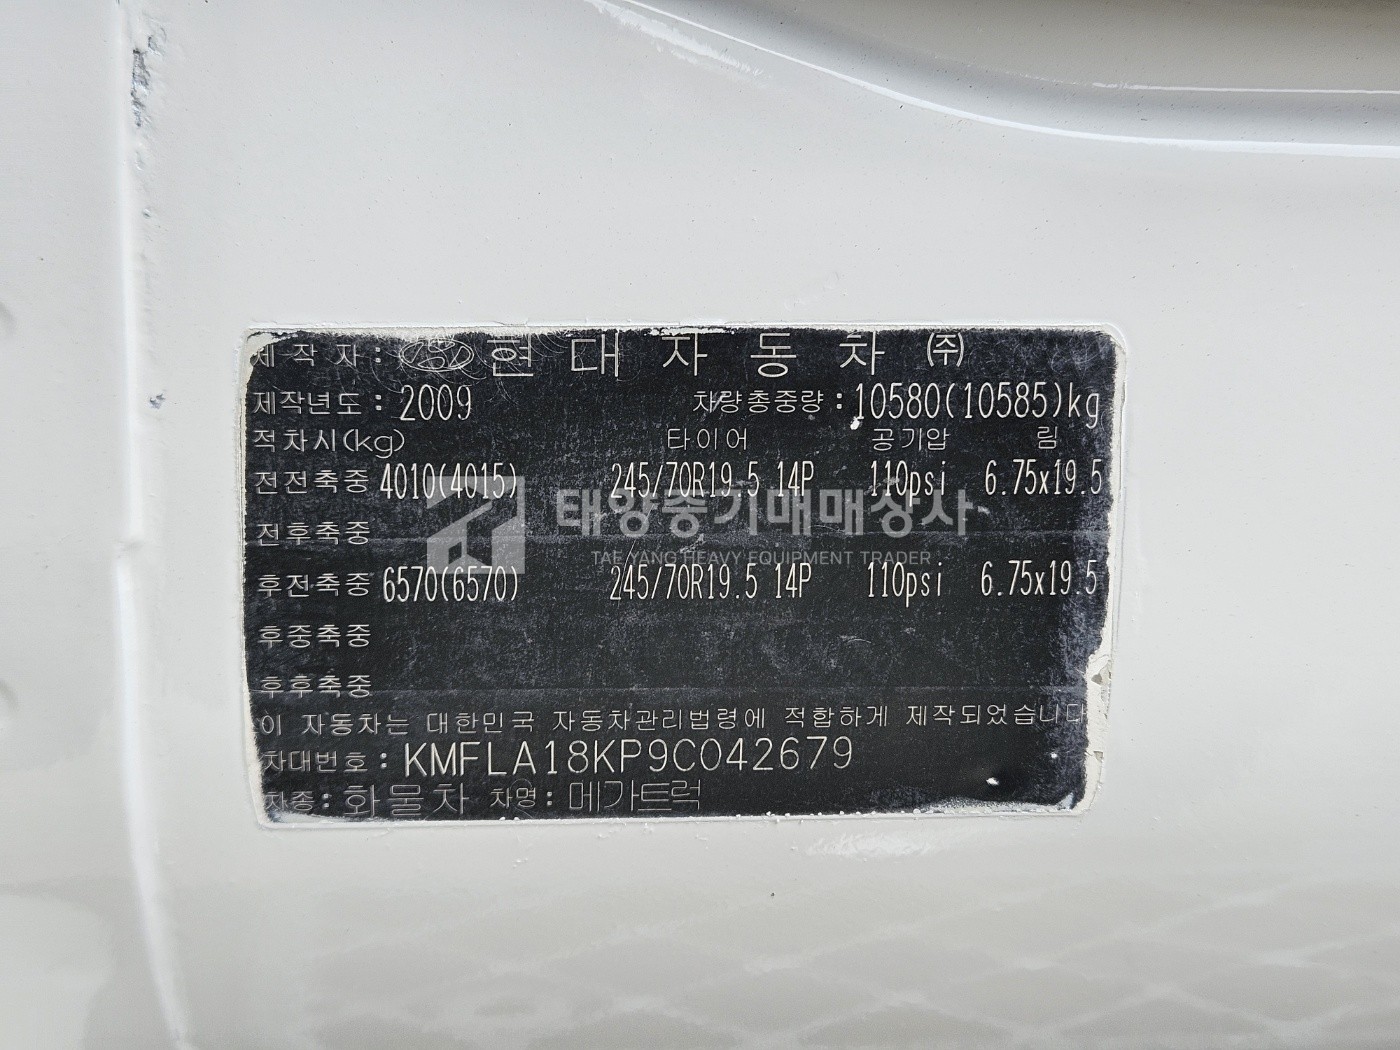 제작자 : 현대자동차 ㈜
제작년도 : 2009 차량총중량 : 10580(10585)kg
적차시(kg) 타이어 공기압 림
전전축중 4010(4015) 245/70R19.5 14P 110psi 6.75x19.5
태양중기매매상사
전후축중
TAE YANG HEAVY EQUIPMENT TRADER
후전축중 6570(6570) 245/70R19.5 14P 110psi 6.75x19.5
후중축중
후후축중
이 자동차는 대한민국 자동차관리법령에 적합하게 제작되었습니다
차대번호 : KMFLA18KP9C042679
차종 : 화물차 차명 : 메가트럭